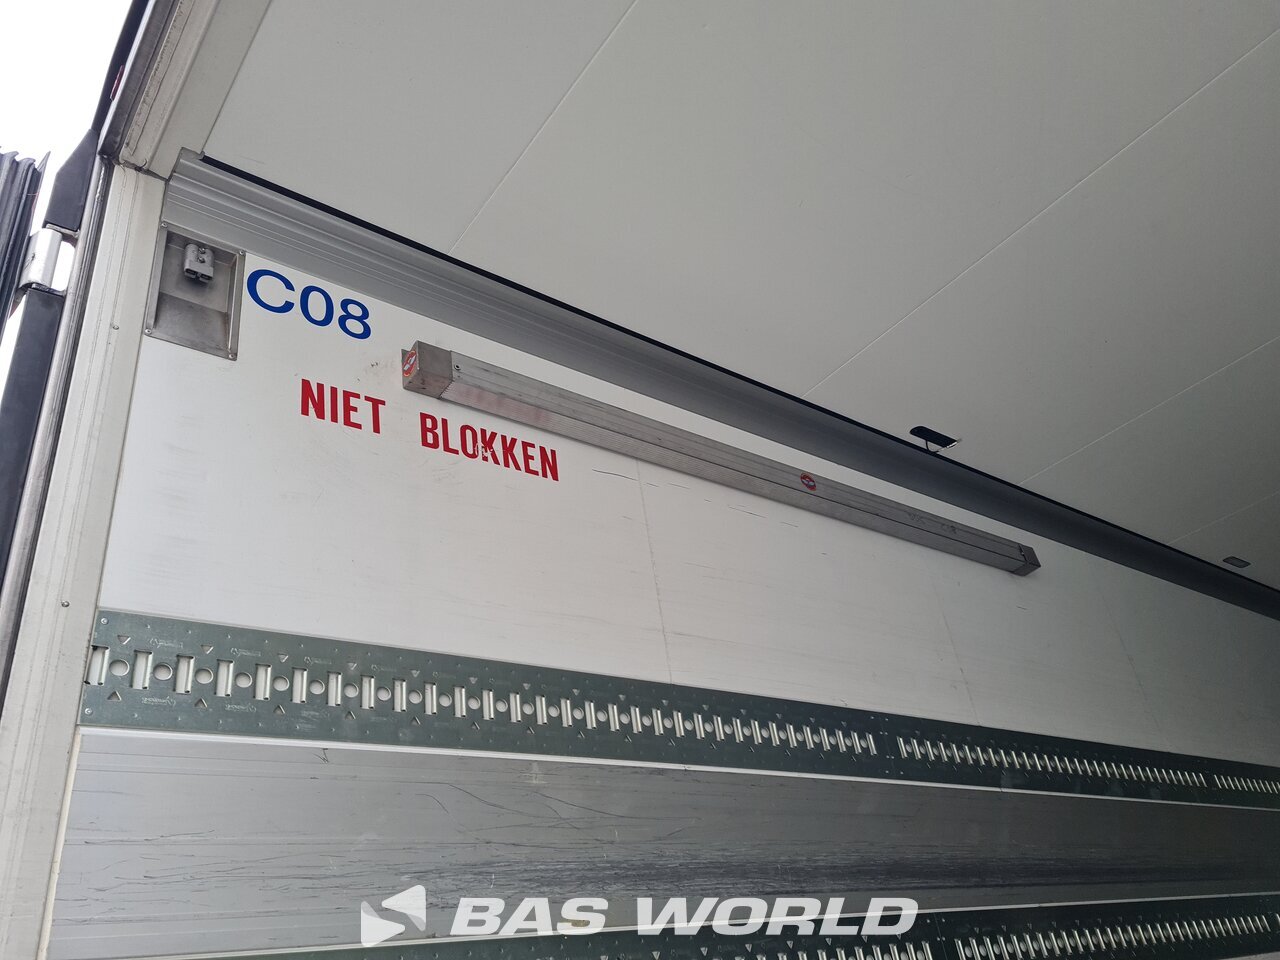 C08
NIET BLOKKEN
BAS WORLD